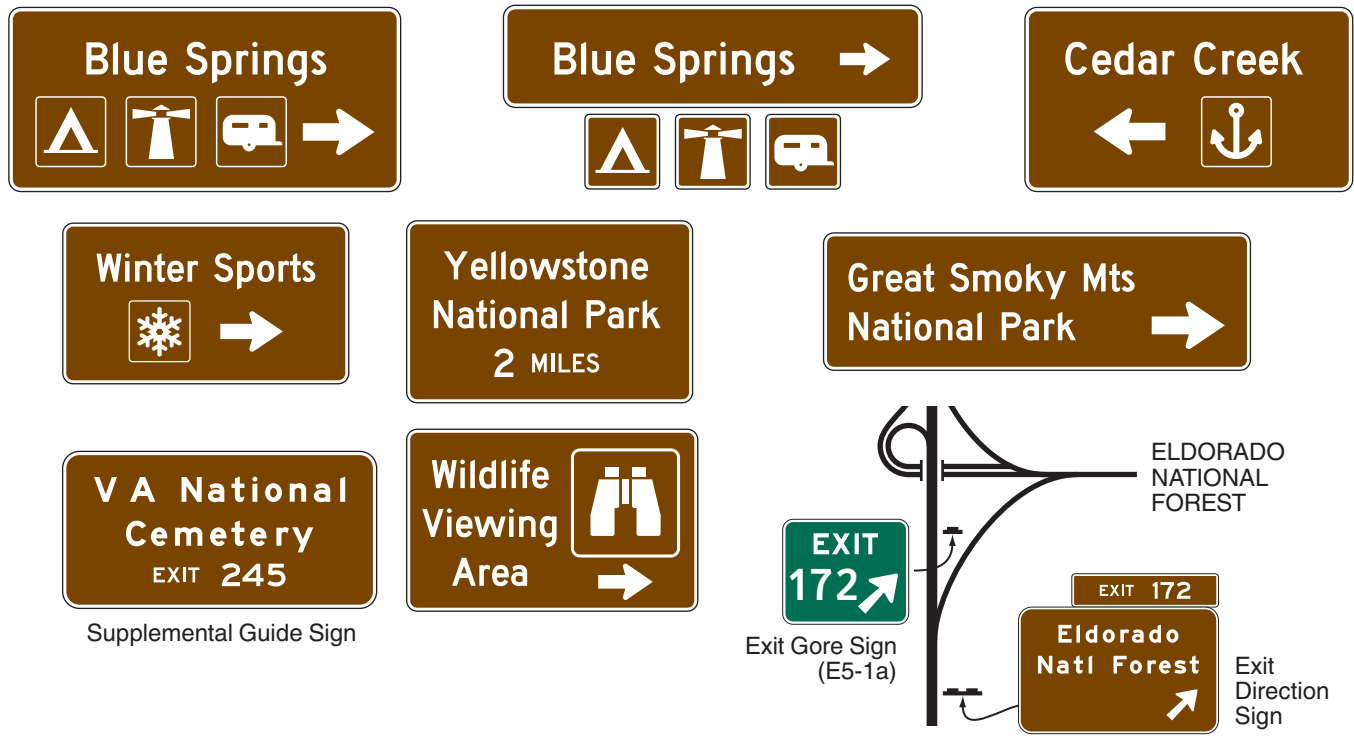 Blue Springs
Blue Springs
Cedar Creek
Winter Sports
Yellowstone
National Park
2 MILES
Great Smoky Mts
National Park
V A National
Cemetery
EXIT 245
Supplemental Guide Sign
Wildlife
Viewing
Area
ELDORADO
NATIONAL
FOREST
EXIT
172
Exit Gore Sign
(E5-1a)
EXIT 172
Eldorado
Natl Forest
Exit
Direction
Sign